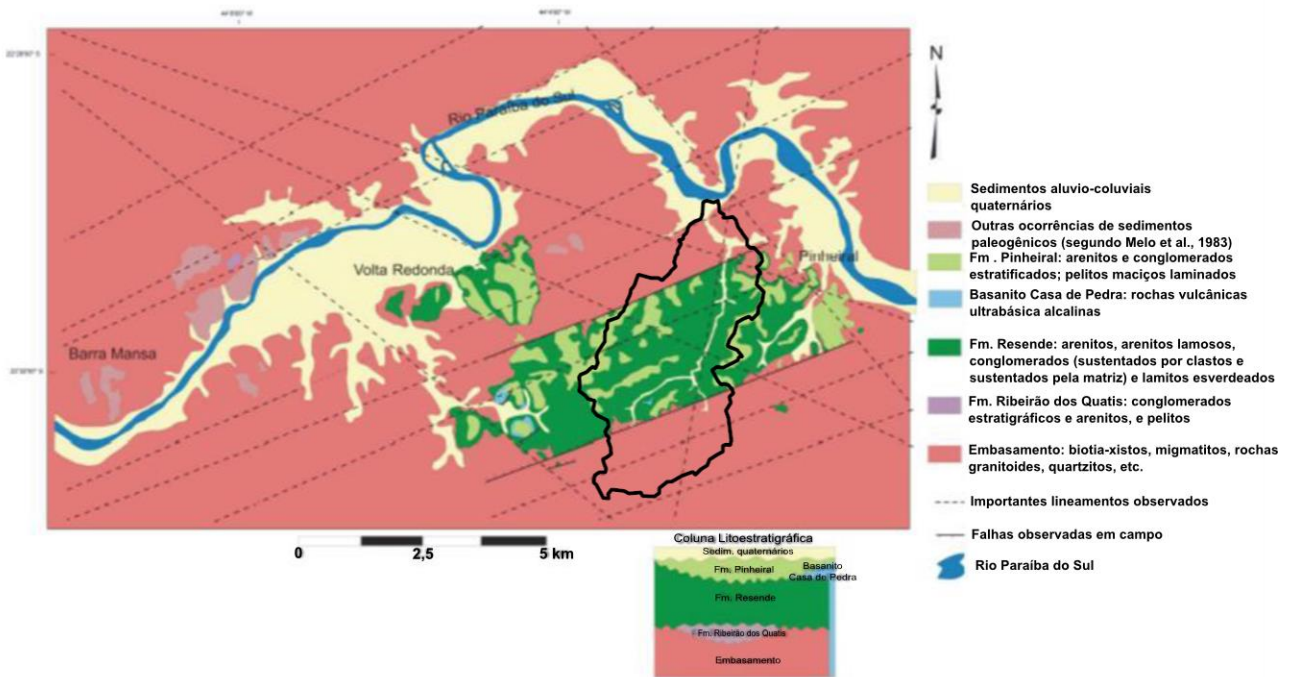 N
Rio Paraíba do Sul
Pinheiral
Volta Redonda
Barra Mansa
Sedimentos aluvio-coluviais
quaternários
Outras ocorrências de sedimentos
paleogênicos (segundo Melo et al., 1983)
Fm . Pinheiral: arenitos e conglomerados
estratificados; pelitos maciços laminados
Basanito Casa de Pedra: rochas vulcânicas
ultrabásica alcalinas
Fm. Resende: arenitos, arenitos lamosos,
conglomerados (sustentados por clastos e
sustentados pela matriz) e lamitos esverdeados
Fm. Ribeirão dos Quatis: conglomerados
estratigráficos e arenitos, e pelitos
Embasamento: biotia-xistos, migmatitos, rochas
granitoides, quartzitos, etc.
Importantes lineamentos observados
Falhas observadas em campo
Rio Paraíba do Sul
0 2,5 5 km
Coluna Litoestratigráfica
Sedim. quaternários
Fm. Pinheiral
Basanito
Casa de Pedra
Fm. Resende
Fm. Ribeirão dos Quatis
Embasamento